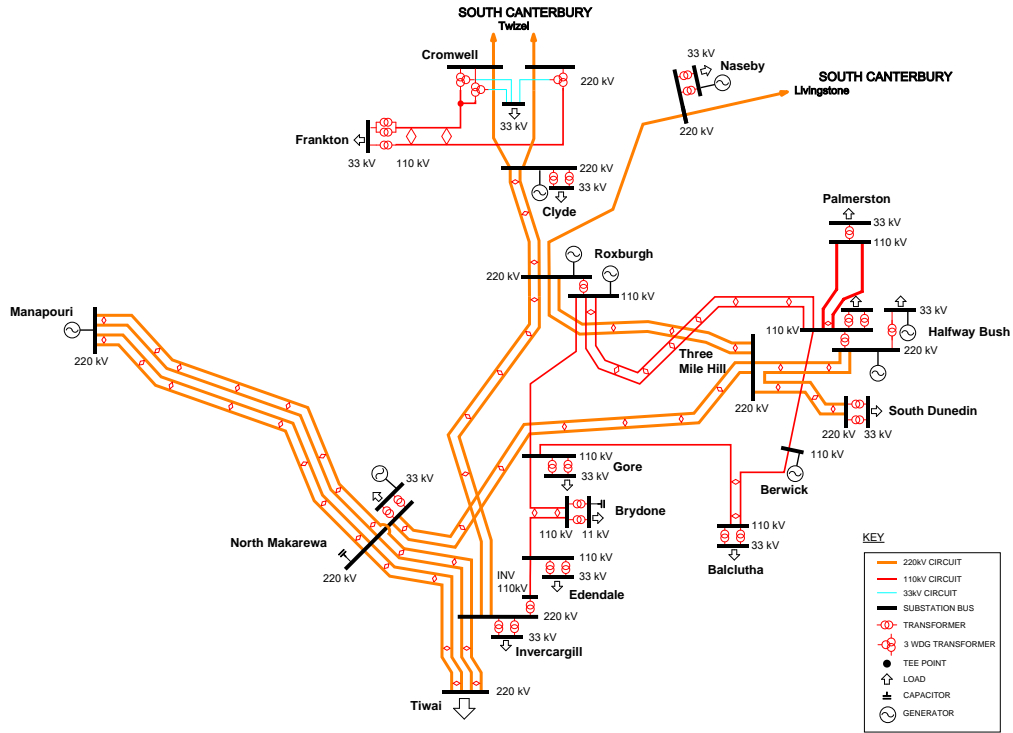 SOUTH CANTERBURY
Twizel
Cromwell
220 kV
33 kV
Frankton
33 kV
110 kV
33 kV
Naseby
220 kV
SOUTH CANTERBURY
Livingstone
220 kV
33 kV
Clyde
Palmerston
33 kV
110 kV
Roxburgh
220 kV
110 kV
Manapouri
220 kV
33 kV
110 kV
Halfway Bush
220 kV
Three
Mile Hill
220 kV
South Dunedin
220 kV
33 kV
110 kV
Berwick
110 kV
Gore
33 kV
Brydone
110 kV
11 kV
33 kV
North Makarewa
220 kV
110 kV
33 kV
Balclutha
110 kV
33 kV
Edendale
INV
110kV
220 kV
33 kV
Invercargill
220 kV
Tiwai
KEY
220kV CIRCUIT
110kV CIRCUIT
33kV CIRCUIT
SUBSTATION BUS
TRANSFORMER
3 WDG TRANSFORMER
TEE POINT
LOAD
CAPACITOR
GENERATOR